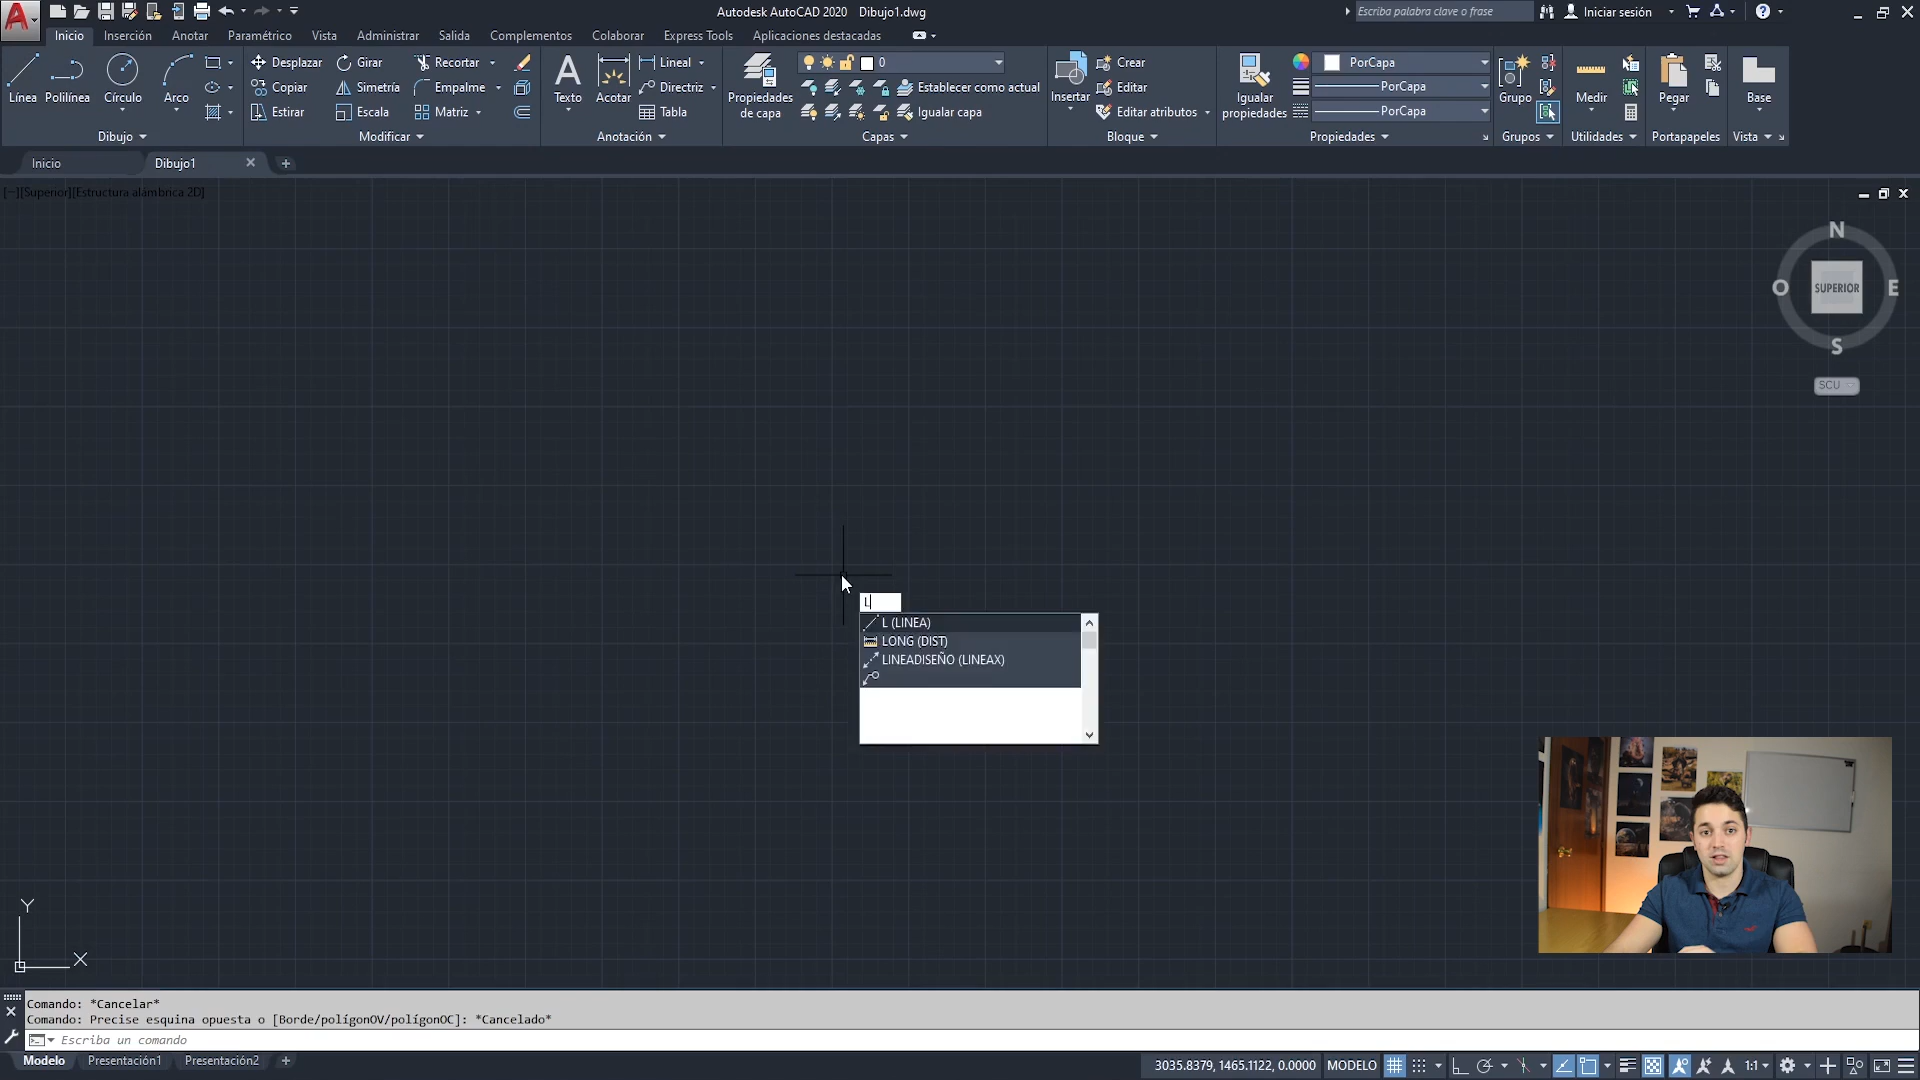 Autodesk AutoCAD 2020 Dibujo1.dwg
Escriba palabra clave o frase
Iniciar sesión
Inicio Inserción Anotar Paramétrico Vista Administrar Salida Complementos Colaborar Express Tools Aplicaciones destacadas
Línea Polilínea Círculo Arco
Desplazar Girar Recortar
Copiar Simetría Empalme
Estirar Escala Matriz
Texto Acotar
Lineal
Directriz
Tabla
Propiedades de capa
0
Establecer como actual
Igualar capa
Insertar
Crear
Editar
Editar atributos
Igualar propiedades
PorCapa
PorCapa
PorCapa
Grupo
Medir
Pegar
Base
Dibujo Modificar Anotación Capas Bloque Propiedades Grupos Utilidades Portapapeles Vista
Inicio Dibujo1
[−][Superior][Estructura alámbrica 2D]
N
O SUPERIOR E
S
SCU
L
L (LINEA)
LONG (DIST)
LINEADISEÑO (LINEAX)
Y
X
Comando: *Cancelar*
Comando: Precise esquina opuesta o [Borde/polígonOV/polígonOC]: *Cancelado*
Escriba un comando
Modelo Presentación1 Presentación2
3035.8379, 1465.1122, 0.0000 MODELO 1:1